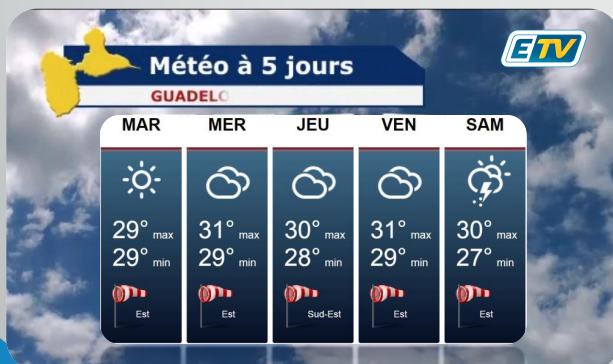 ETV
Météo à 5 jours
GUADELO
MAR MER JEU VEN SAM
29° max 31° max 30° max 31° max 30° max
29° min 29° min 28° min 29° min 27° min
Est Est Sud-Est Est Est